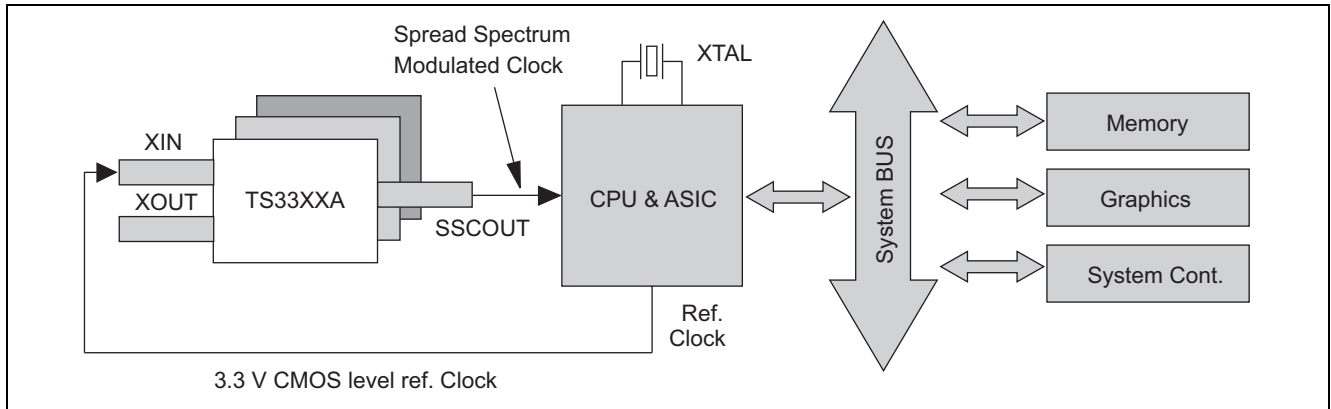 Spread Spectrum
Modulated Clock
XTAL
XIN
XOUT
TS33XXA
SSCOUT
CPU & ASIC
System BUS
Memory
Graphics
System Cont.
Ref.
Clock
3.3 V CMOS level ref. Clock